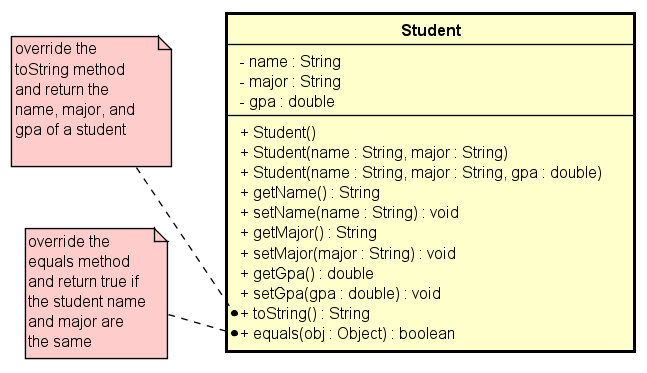 override the
toString method
and return the
name, major, and
gpa of a student
override the
equals method
and return true if
the student name
and major are
the same
Student
- name : String
- major : String
- gpa : double
+ Student()
+ Student(name : String, major : String)
+ Student(name : String, major : String, gpa : double)
+ getName() : String
+ setName(name : String) : void
+ getMajor() : String
+ setMajor(major : String) : void
+ getGpa() : double
+ setGpa(gpa : double) : void
+ toString() : String
+ equals(obj : Object) : boolean